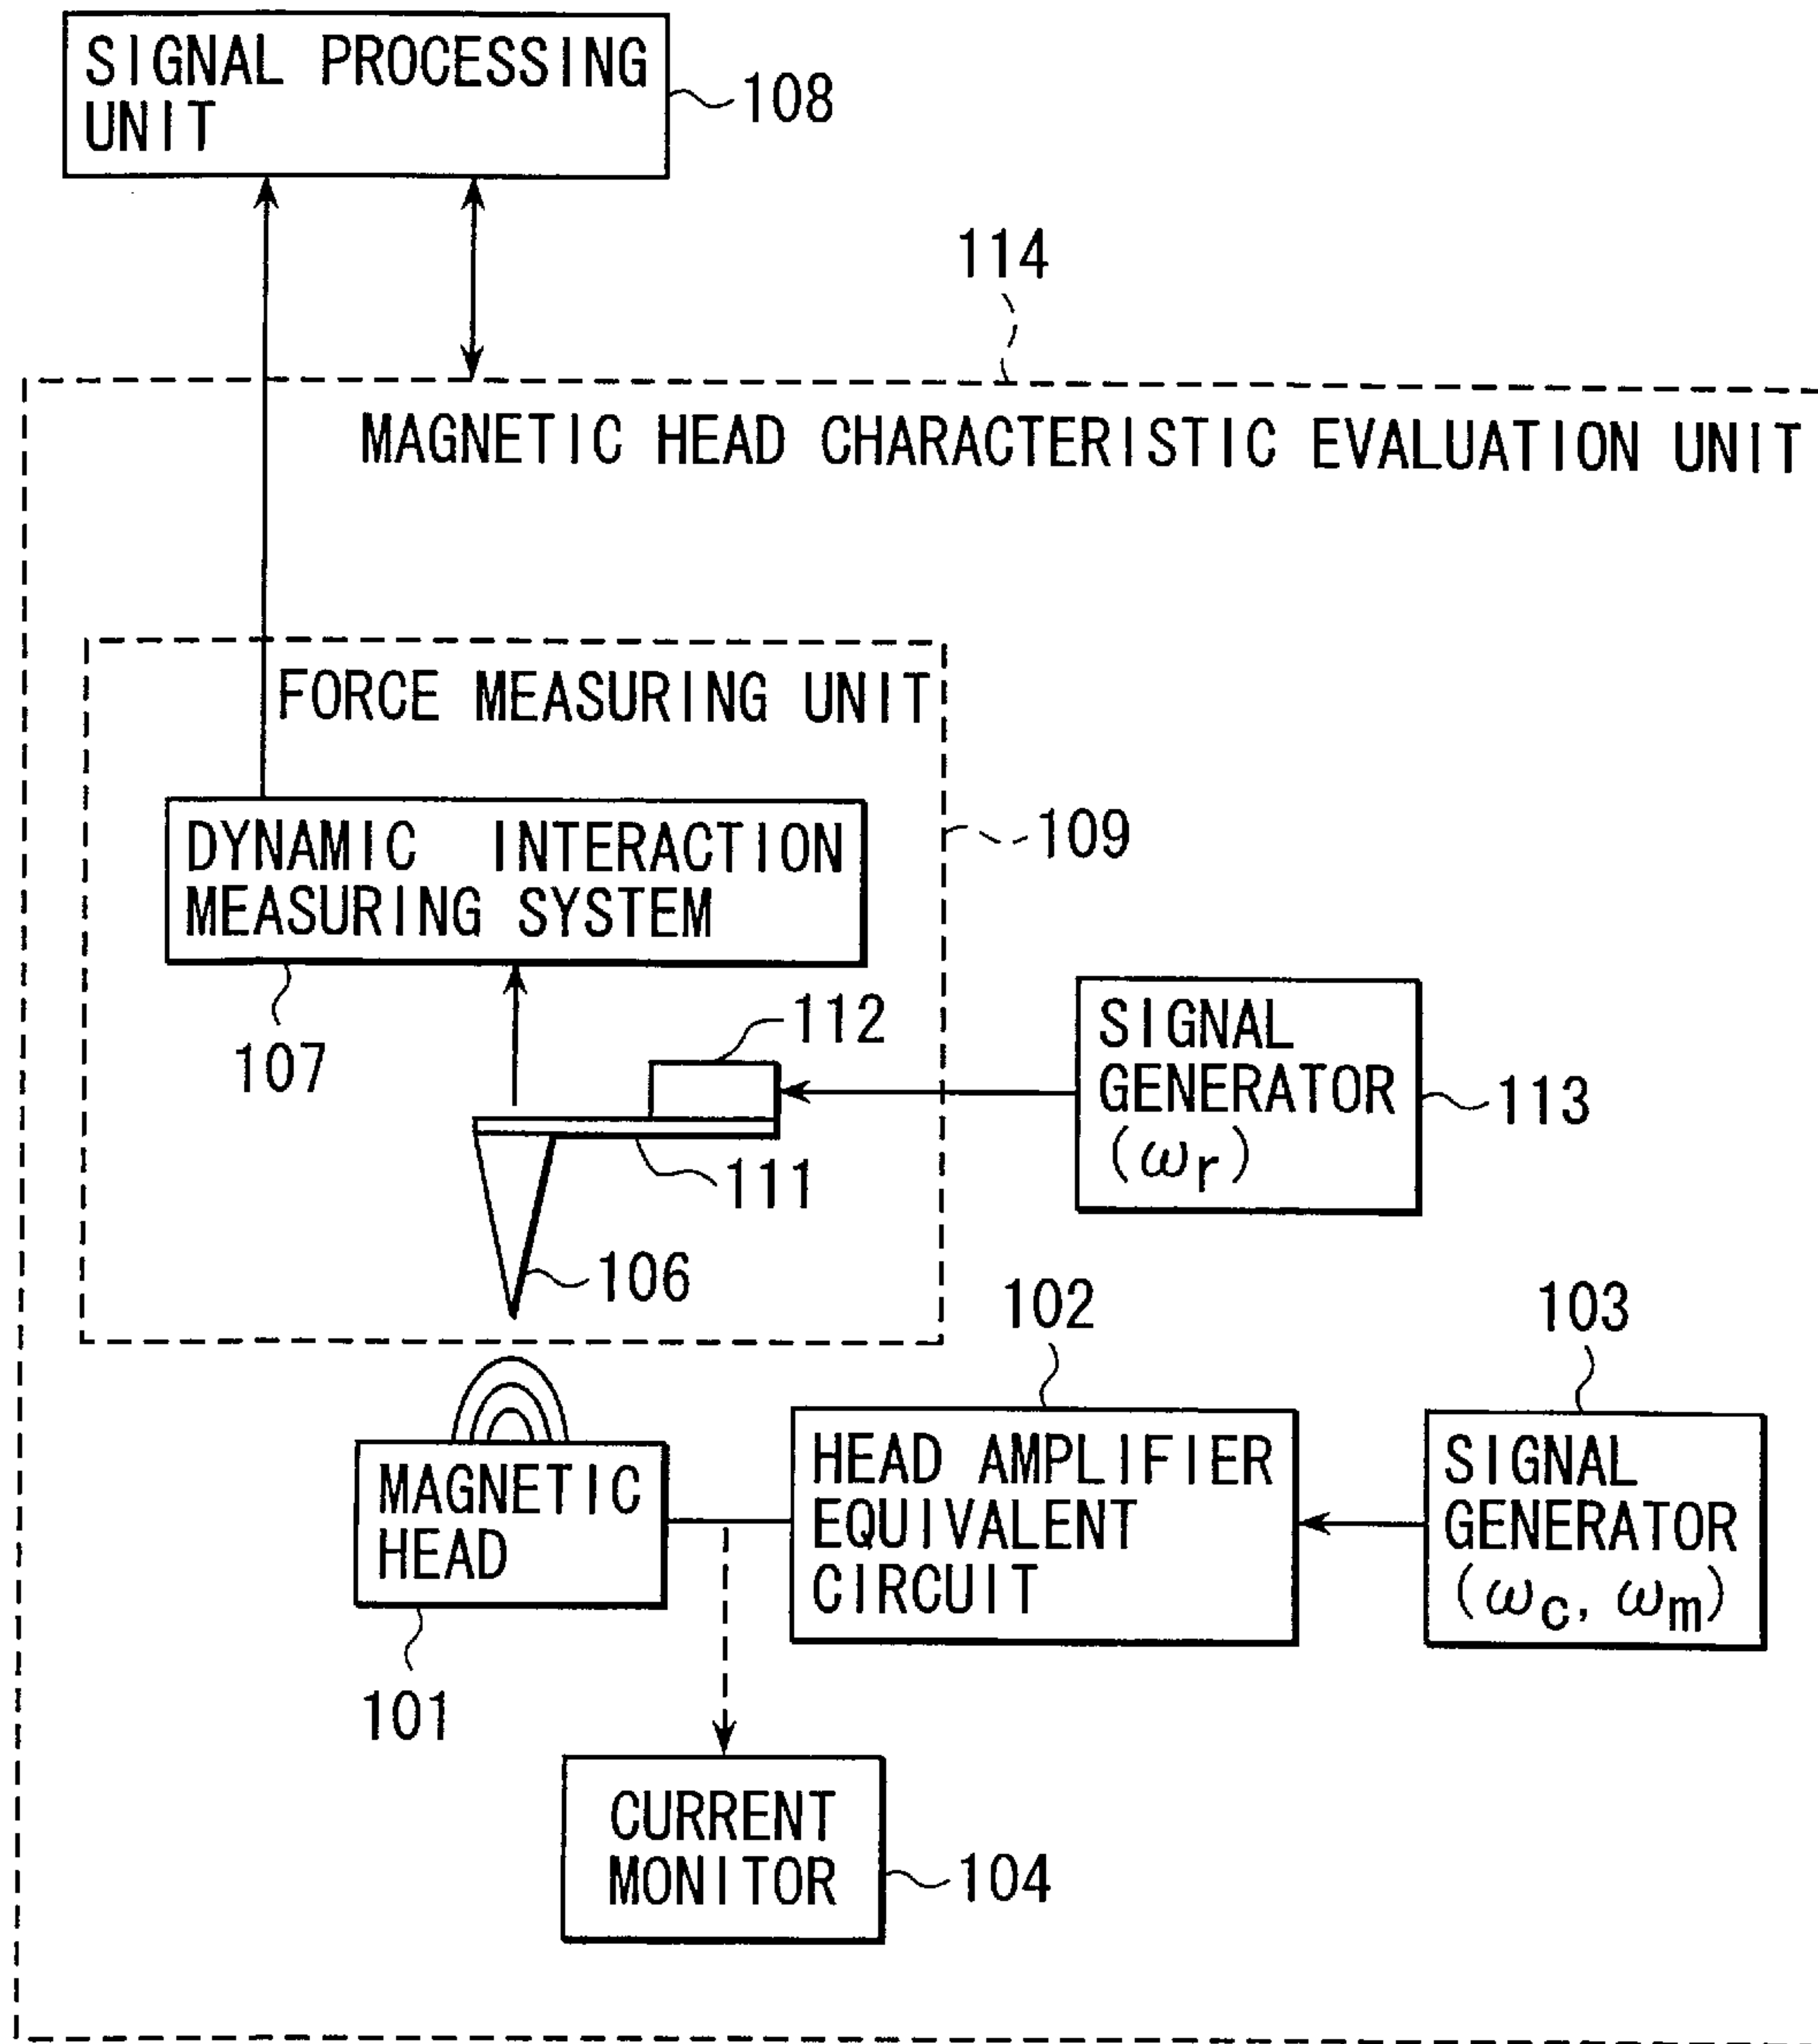 SIGNAL PROCESSING
UNIT
108
114
MAGNETIC HEAD CHARACTERISTIC EVALUATION UNIT
FORCE MEASURING UNIT
DYNAMIC INTERACTION
MEASURING SYSTEM
109
107
112
SIGNAL
GENERATOR
(ωr)
113
111
106
102
103
MAGNETIC
HEAD
HEAD AMPLIFIER
EQUIVALENT
CIRCUIT
SIGNAL
GENERATOR
(ωc, ωm)
101
CURRENT
MONITOR
104